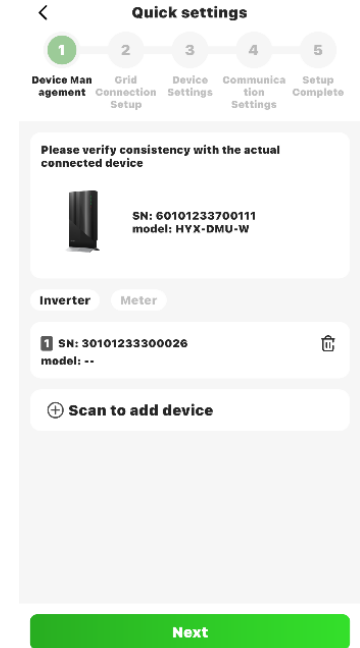 Quick settings
1 2 3 4 5
Device Man
agement
Grid
Connection
Setup
Device
Settings
Communica
tion
Settings
Setup
Complete
Please verify consistency with the actual
connected device
SN: 60101233700111
model: HYX-DMU-W
Inverter Meter
1 SN: 30101233300026
model: --
Scan to add device
Next